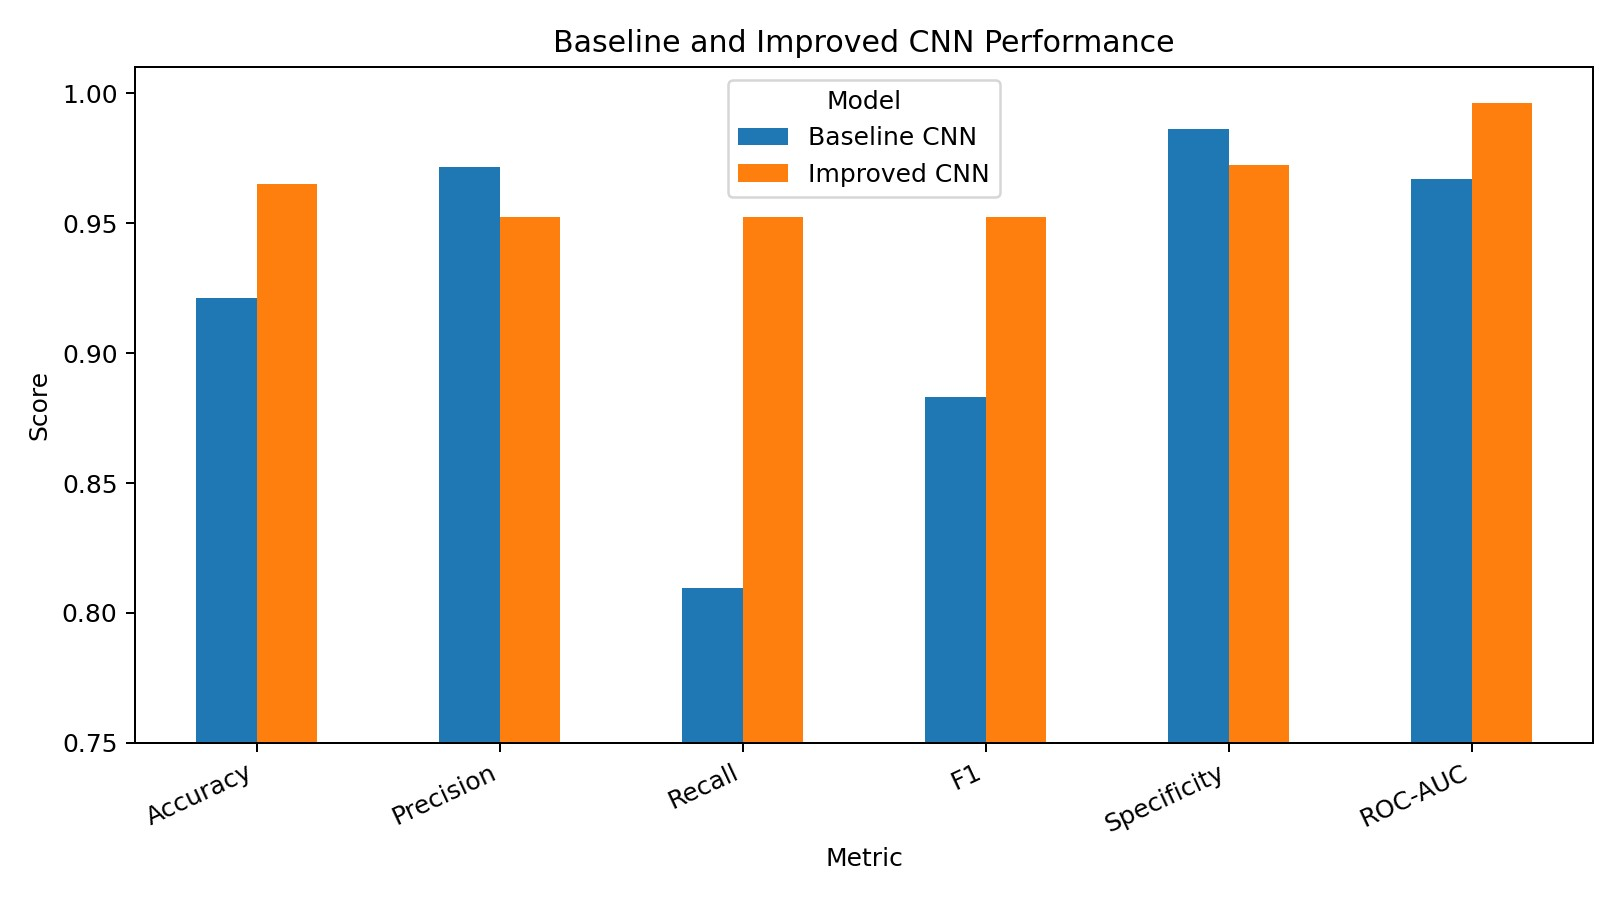 Baseline and Improved CNN Performance
Model
Baseline CNN
Improved CNN
Score
1.00
0.95
0.90
0.85
0.80
0.75
Accuracy
Precision
Recall
F1
Specificity
ROC-AUC
Metric